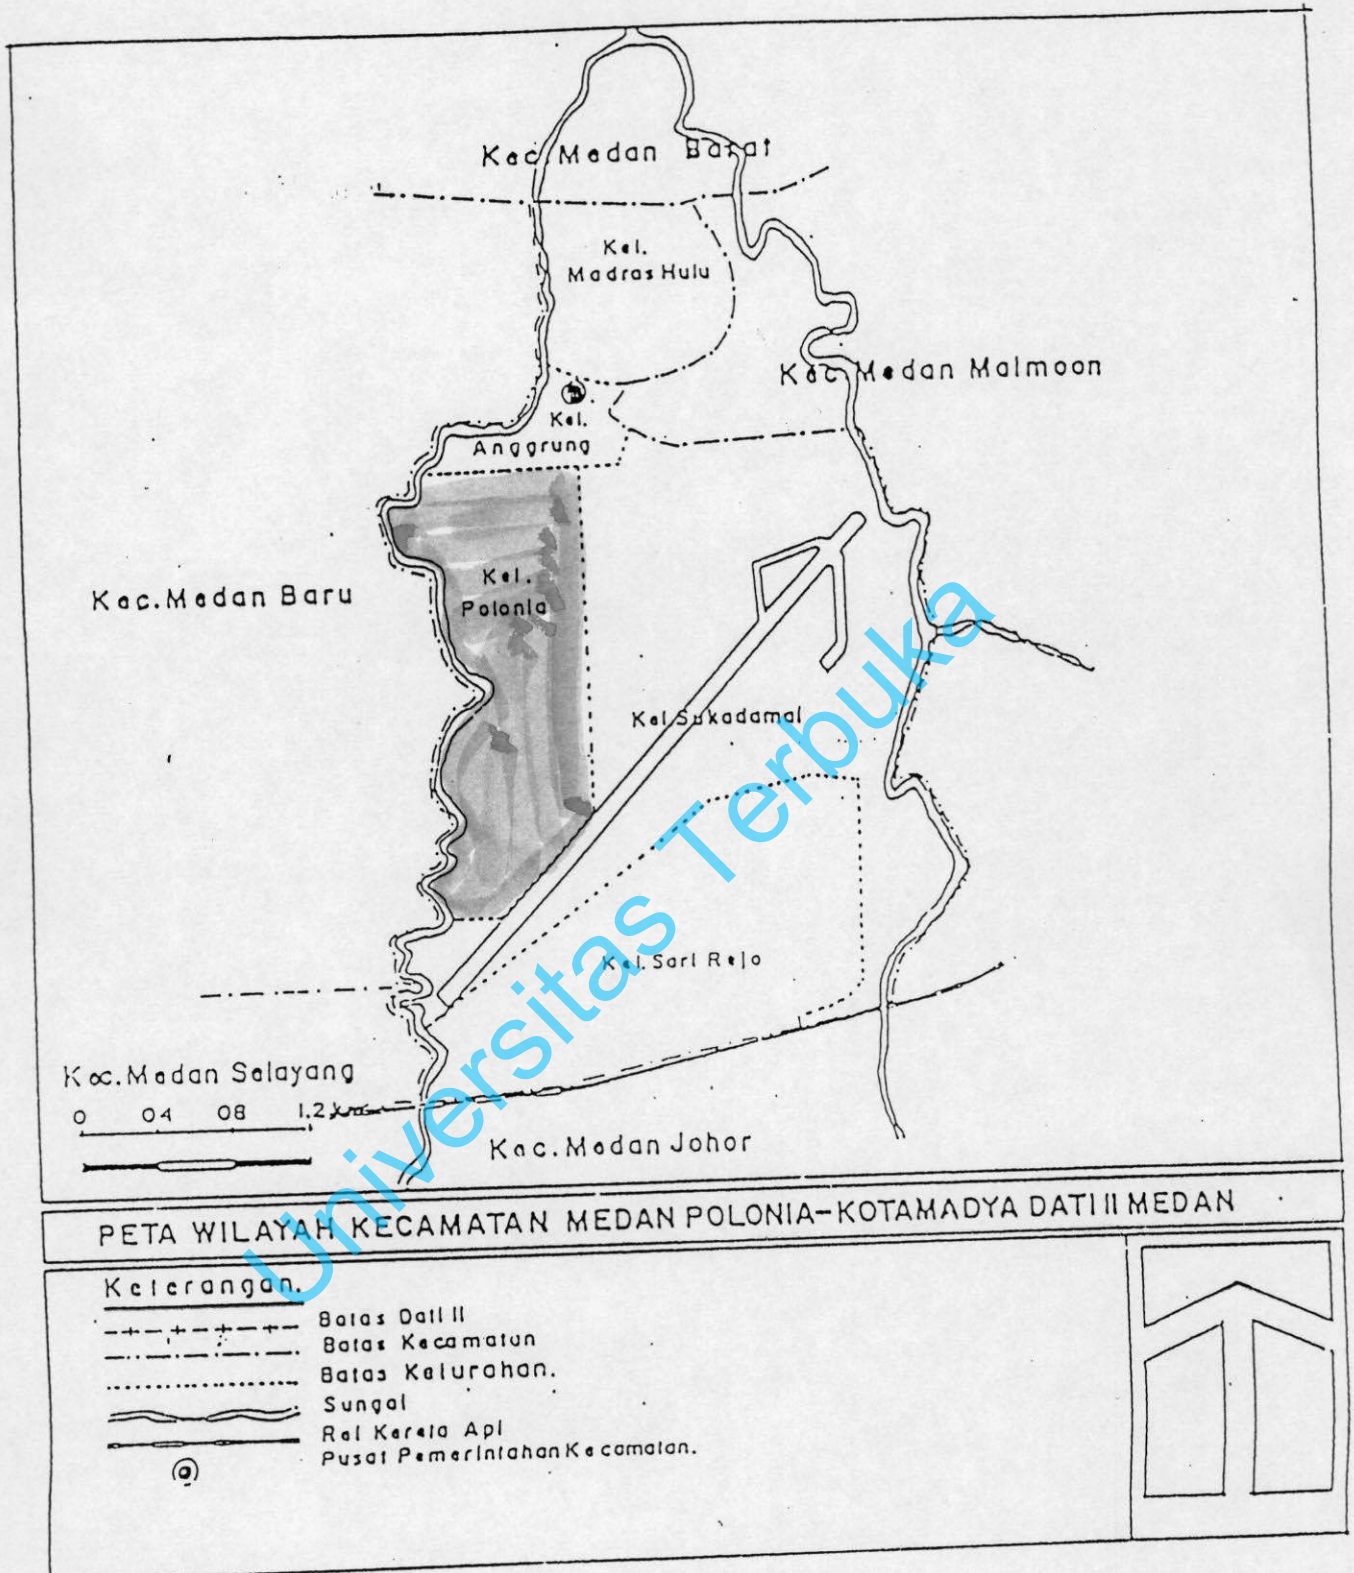 Kec. Medan Barat
Kel.
Madras Hulu
Kec. Medan Maimoon
Kel.
Anggrung
Kel.
Polonia
Kec. Medan Baru
Kel. Sukadamai
Kel. Sari Rejo
Kec. Medan Selayang
0 04 08 1.2 km
Kec. Medan Johor
Universitas Terbuka
PETA WILAYAH KECAMATAN MEDAN POLONIA-KOTAMADYA DATI II MEDAN
Keterangan.
Batas Dati II
Batas Kecamatan
Batas Kelurahan.
Sungai
Rel Kereta Api
Pusat Pemerintahan Kecamatan.